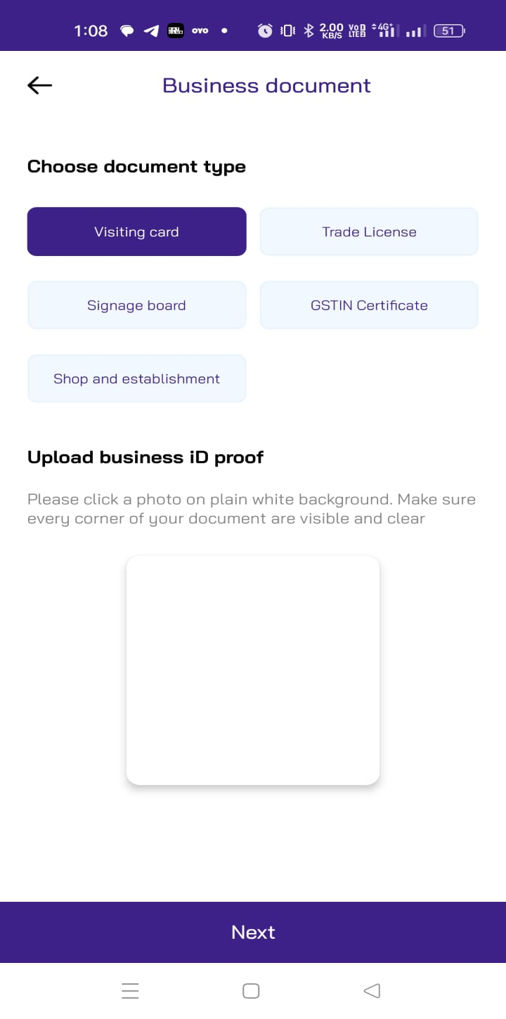 1:08
OYO
2.00 KB/S
VoD LTE
4G+
51
Business document
Choose document type
Visiting card
Trade License
Signage board
GSTIN Certificate
Shop and establishment
Upload business iD proof
Please click a photo on plain white background. Make sure
every corner of your document are visible and clear
Next